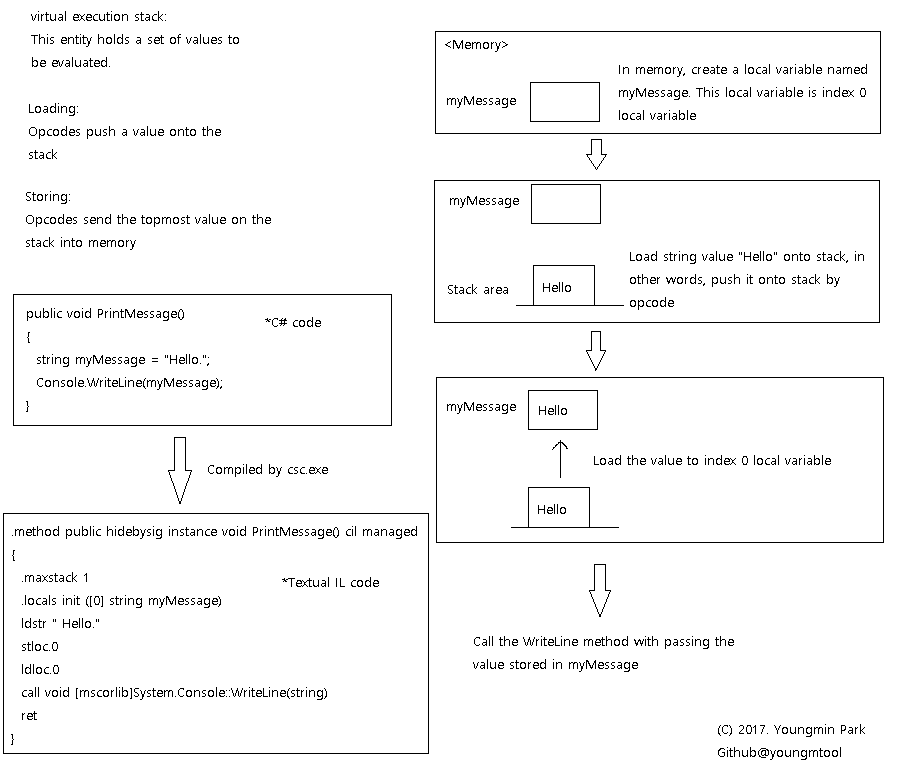 virtual execution stack:
This entity holds a set of values to
be evaluated.
Loading:
Opcodes push a value onto the
stack
Storing:
Opcodes send the topmost value on the
stack into memory
public void PrintMessage()
*C# code
{
string myMessage = "Hello.";
Console.WriteLine(myMessage);
}
Compiled by csc.exe
.method public hidebysig instance void PrintMessage() cil managed
{
.maxstack 1
*Textual IL code
.locals init ([0] string myMessage)
ldstr " Hello."
stloc.0
ldloc.0
call void [mscorlib]System.Console::WriteLine(string)
ret
}
<Memory>
myMessage
In memory, create a local variable named
myMessage. This local variable is index 0
local variable
myMessage
Stack area
Hello
Load string value "Hello" onto stack, in
other words, push it onto stack by
opcode
myMessage
Hello
Load the value to index 0 local variable
Hello
Call the WriteLine method with passing the
value stored in myMessage
(C) 2017. Youngmin Park
Github@youngmtool